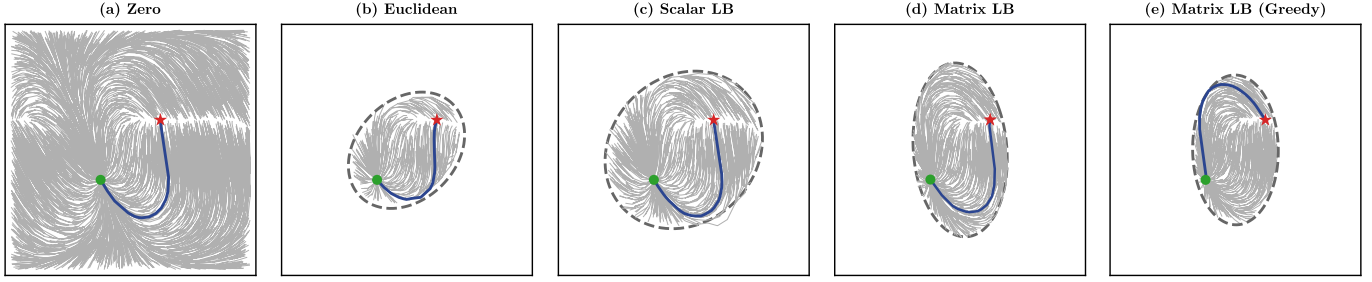 (a) Zero
(b) Euclidean
(c) Scalar LB
(d) Matrix LB
(e) Matrix LB (Greedy)